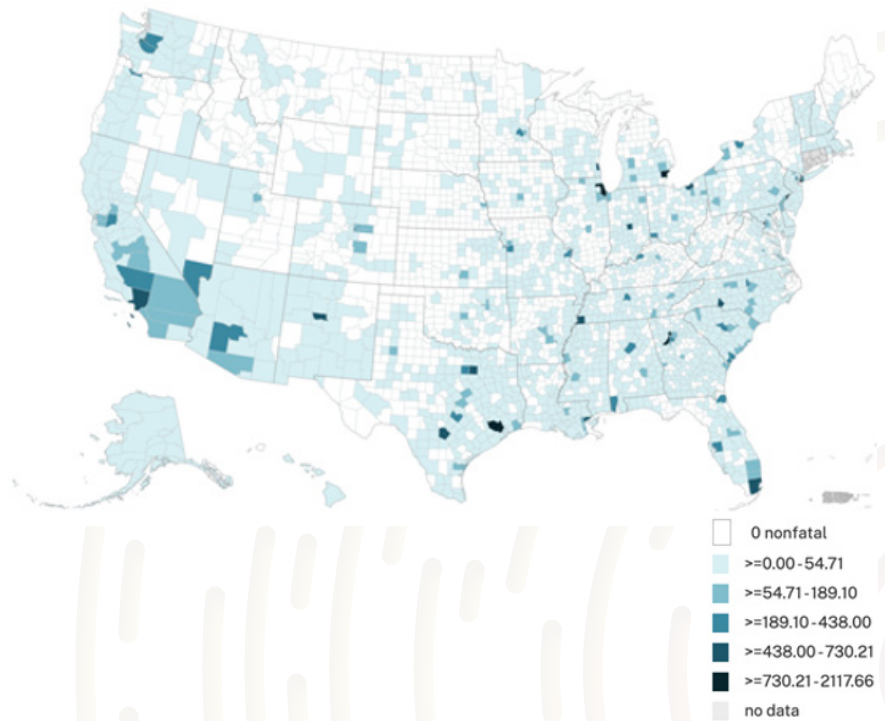 0 nonfatal
>=0.00 - 54.71
>=54.71 - 189.10
>=189.10 - 438.00
>=438.00 - 730.21
>=730.21 - 2117.66
no data